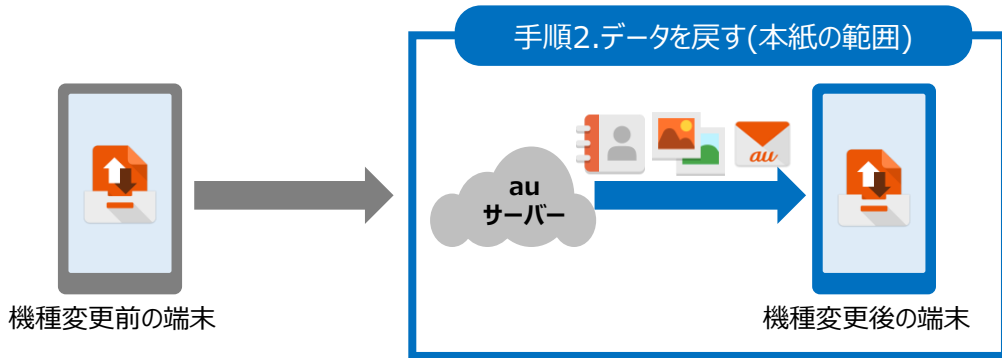 手順2.データを戻す(本紙の範囲)
au
au
サーバー
機種変更前の端末
機種変更後の端末